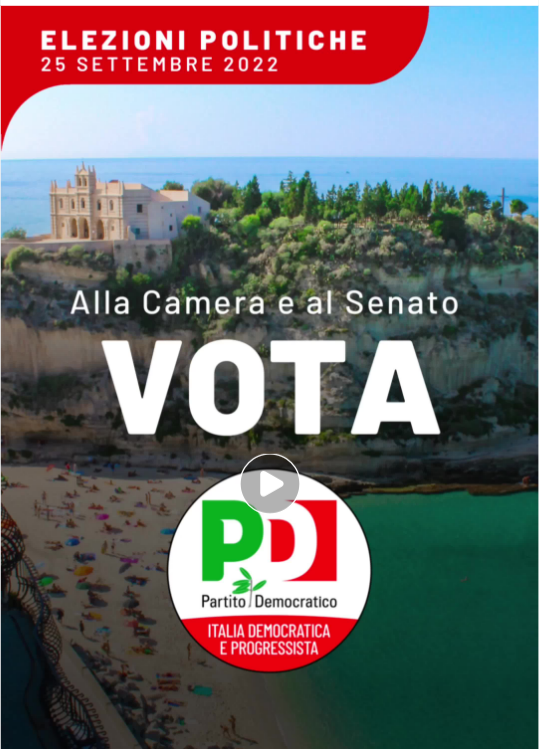 ELEZIONI POLITICHE
25 SETTEMBRE 2022
Alla Camera e al Senato
VOTA
PD
Partito Democratico
ITALIA DEMOCRATICA
E PROGRESSISTA